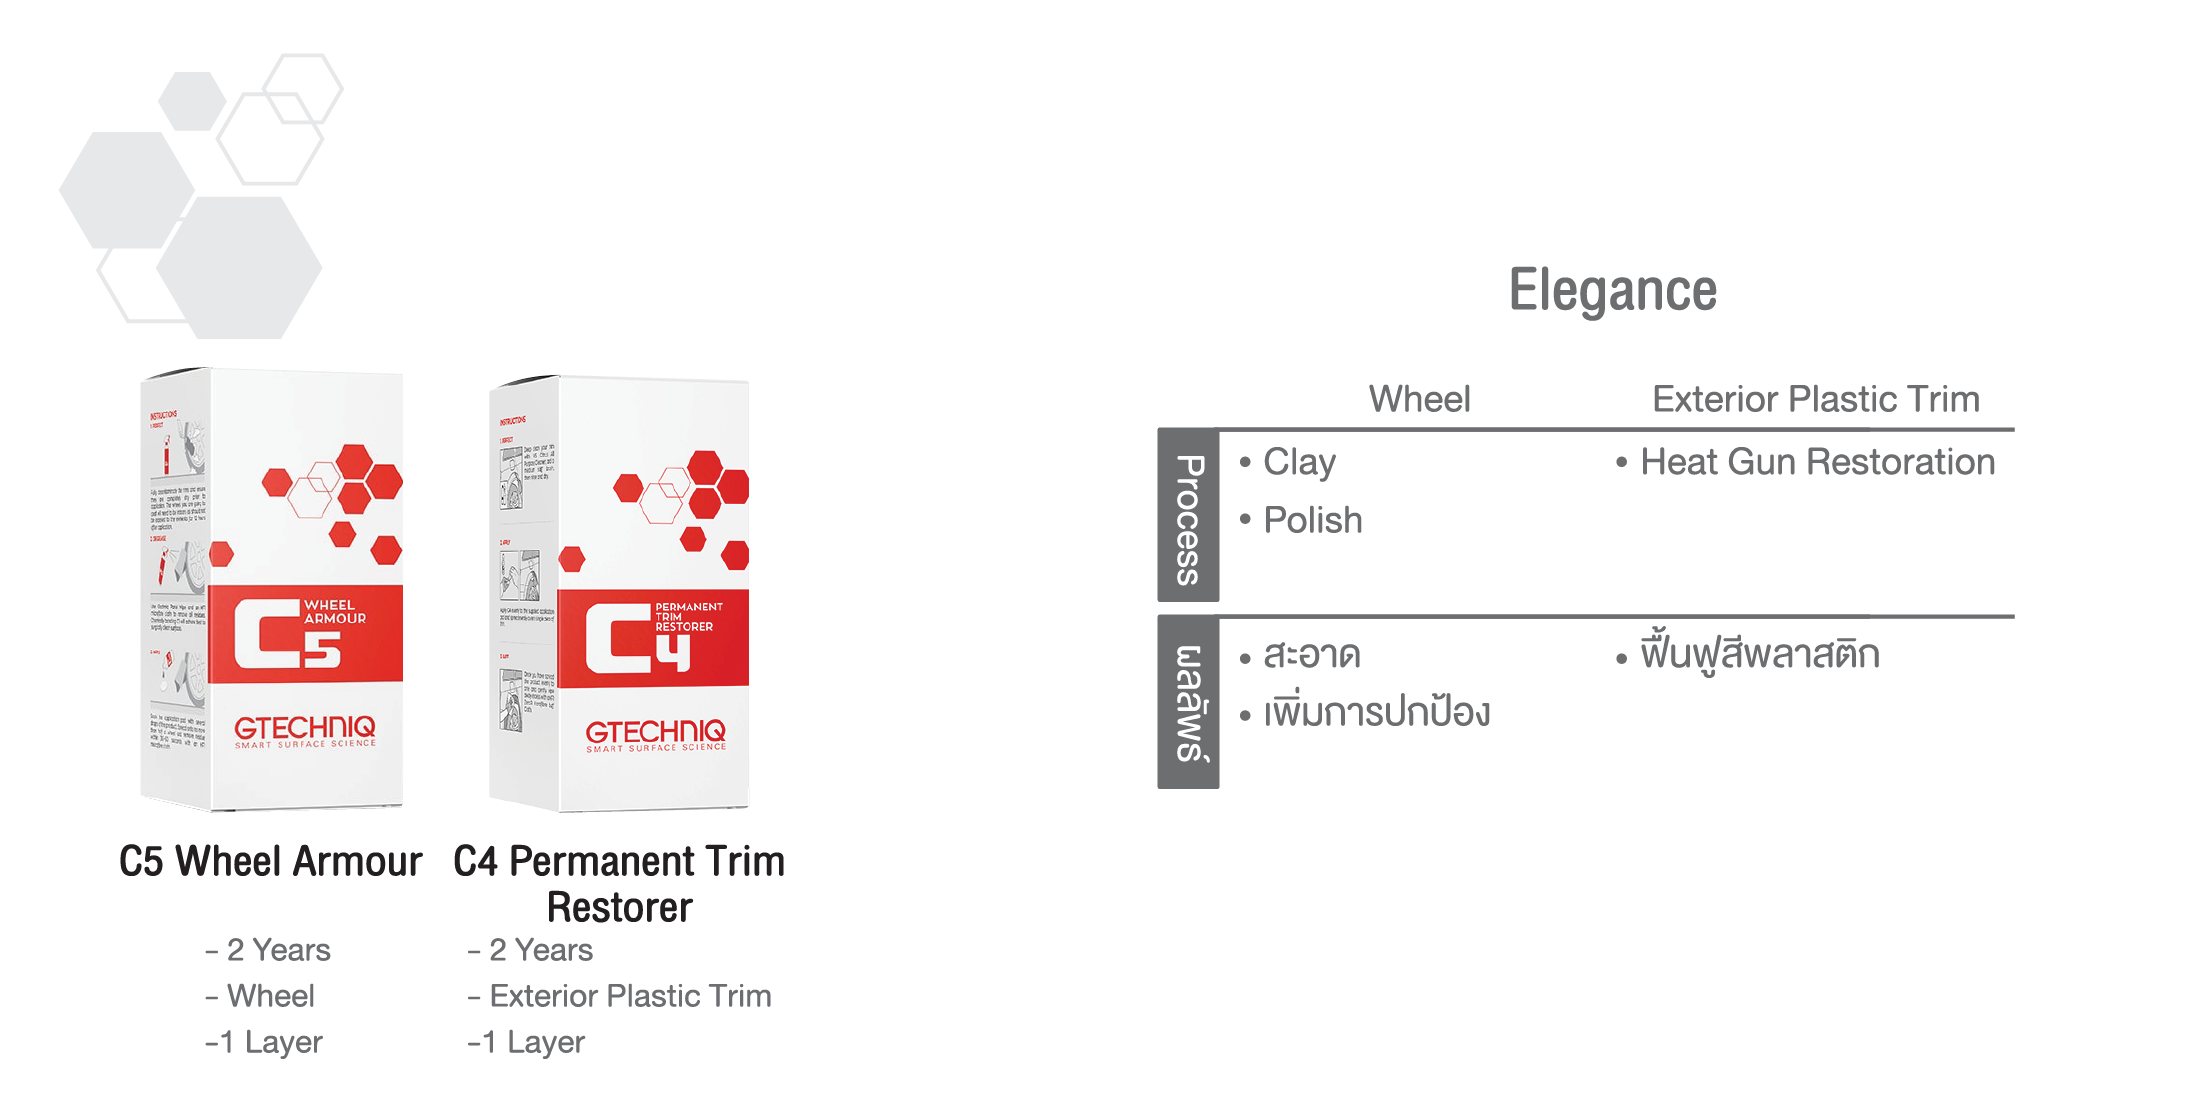 INSTRUCTIONS
C5
WHEEL
ARMOUR
GTECHNIQ
SMART SURFACE SCIENCE
INSTRUCTIONS
C4
PERMANENT
TRIM
RESTORER
GTECHNIQ
SMART SURFACE SCIENCE
C5 Wheel Armour
- 2 Years
- Wheel
-1 Layer
C4 Permanent Trim
Restorer
- 2 Years
- Exterior Plastic Trim
-1 Layer
Elegance
Wheel
Exterior Plastic Trim
Process
• Clay
• Polish
• Heat Gun Restoration
ผลลัพธ์
• สะอาด
• เพิ่มการปกป้อง
• ฟื้นฟูสีพลาสติก